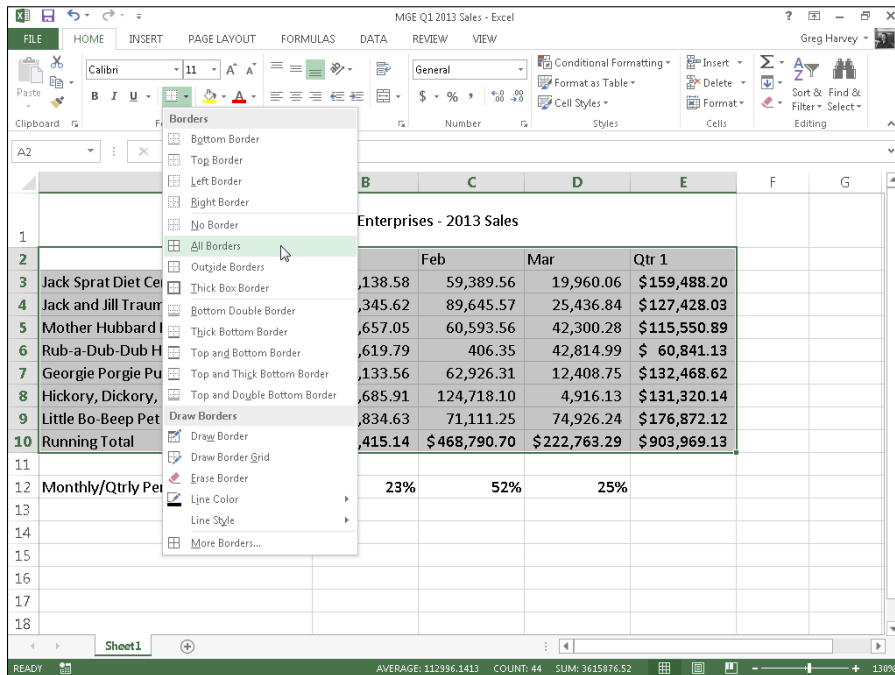 MGE Q1 2013 Sales - Excel
FILE HOME INSERT PAGE LAYOUT FORMULAS DATA REVIEW VIEW Greg Harvey
Calibri 11 General Conditional Formatting Insert
Paste Format as Table Delete Sort & Find &
B I U $ % , Cell Styles Format Filter Select
Clipboard Number Styles Cells Editing
A2
Borders
Bottom Border
Top Border
Left Border
Right Border
No Border
All Borders
Outside Borders
Thick Box Border
Bottom Double Border
Thick Bottom Border
Top and Bottom Border
Top and Thick Bottom Border
Top and Double Bottom Border
Draw Borders
Draw Border
Draw Border Grid
Erase Border
Line Color
Line Style
More Borders...
B C D E F G
1 Enterprises - 2013 Sales
2 Feb Mar Qtr 1
3 Jack Sprat Diet ,138.58 59,389.56 19,960.06 $159,488.20
4 Jack and Jill ,345.62 89,645.57 25,436.84 $127,428.03
5 Mother Hubbard ,657.05 60,593.56 42,300.28 $115,550.89
6 Rub-a-Dub-Dub H ,619.79 406.35 42,814.99 $ 60,841.13
7 Georgie Porgie Pu ,133.56 62,926.31 12,408.75 $132,468.62
8 Hickory, Dickory, ,685.91 124,718.10 4,916.13 $131,320.14
9 Little Bo-Beep Pet ,834.63 71,111.25 74,926.24 $176,872.12
10 Running Total ,415.14 $468,790.70 $222,763.29 $903,969.13
11
12 Monthly/Qtrly Per 23% 52% 25%
13
14
15
16
17
18
Sheet1
READY AVERAGE: 112996.1413 COUNT: 44 SUM: 3615876.52 130%